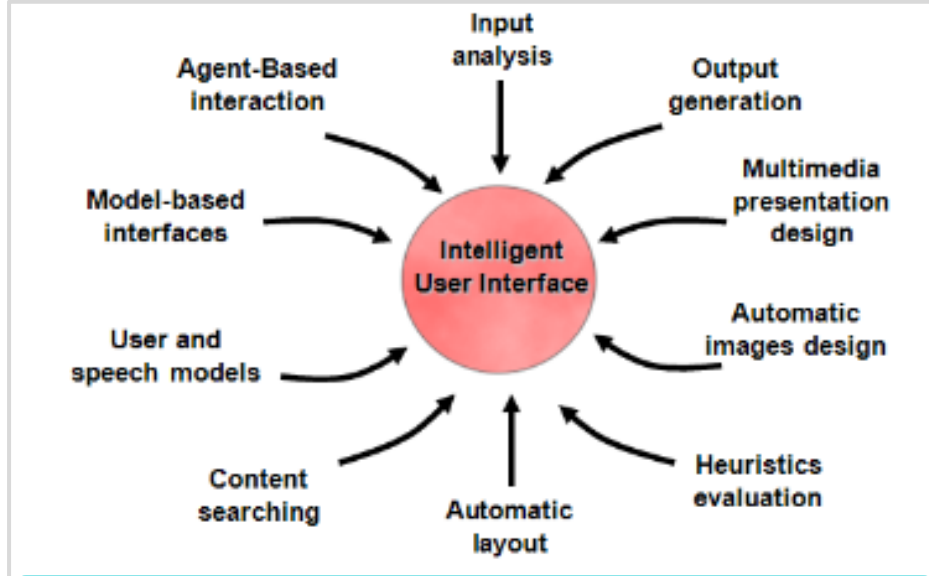 Input
analysis
Agent-Based
interaction
Output
generation
Multimedia
presentation
design
Model-based
interfaces
Intelligent
User Interface
Automatic
images design
User and
speech models
Heuristics
evaluation
Content
searching
Automatic
layout